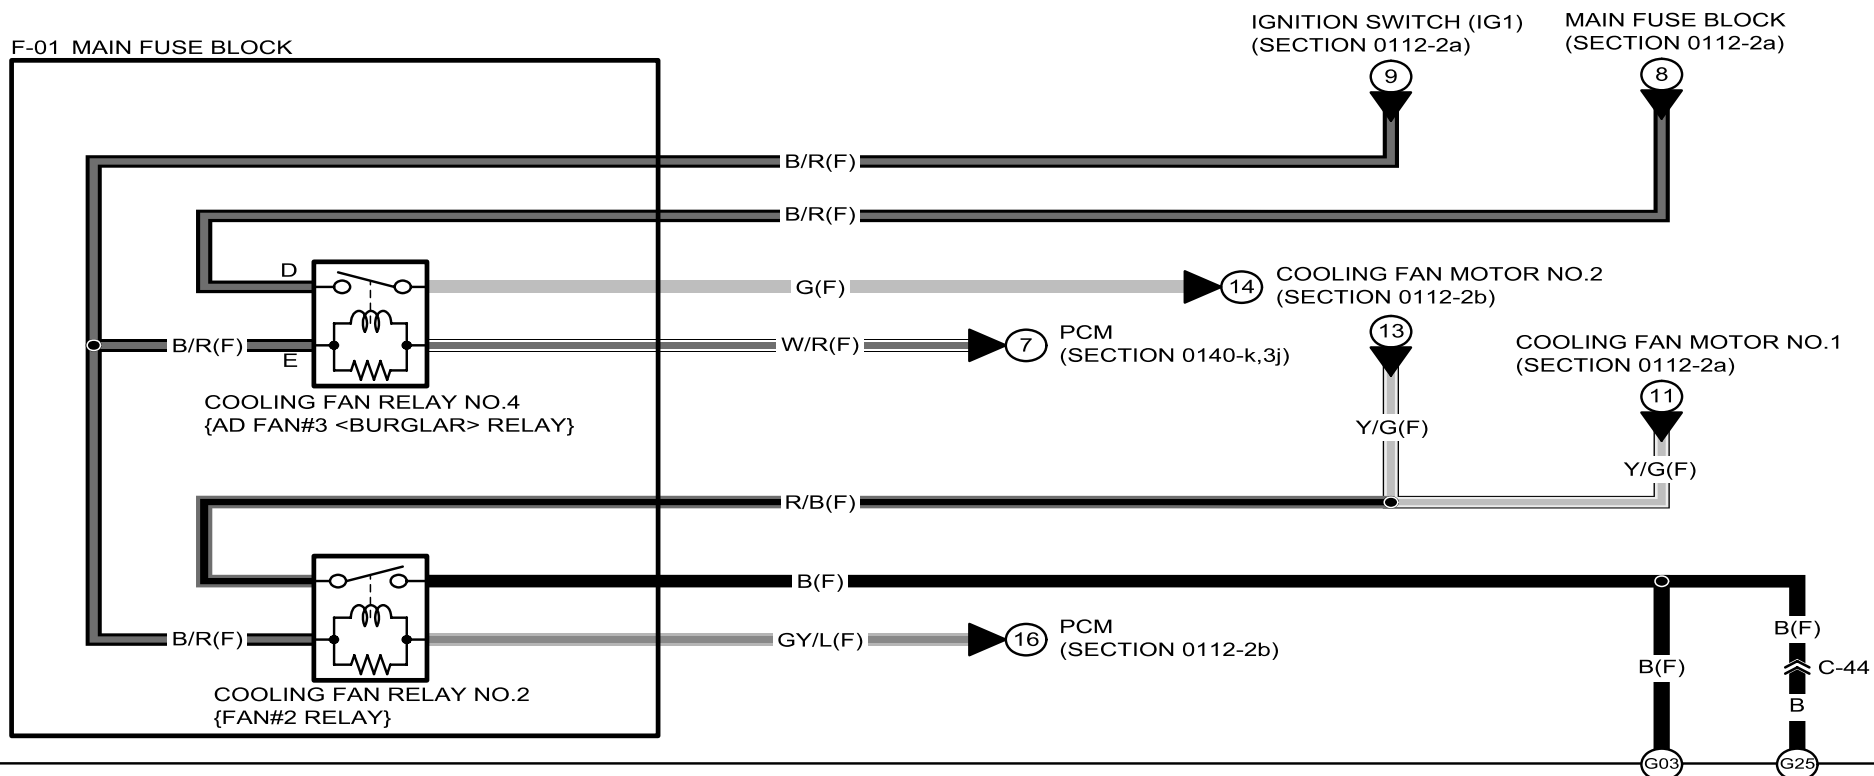 IGNITION SWITCH (IG1)
(SECTION 0112-2a)
MAIN FUSE BLOCK
(SECTION 0112-2a)
F-01 MAIN FUSE BLOCK
9
8
B/R(F)
B/R(F)
D
G(F)
14
COOLING FAN MOTOR NO.2
(SECTION 0112-2b)
13
B/R(F)
E
W/R(F)
7
PCM
(SECTION 0140-k,3j)
COOLING FAN MOTOR NO.1
(SECTION 0112-2a)
11
COOLING FAN RELAY NO.4
{AD FAN#3 <BURGLAR> RELAY}
Y/G(F)
Y/G(F)
R/B(F)
B(F)
B/R(F)
GY/L(F)
16
PCM
(SECTION 0112-2b)
B(F)
B(F)
C-44
B
COOLING FAN RELAY NO.2
{FAN#2 RELAY}
G03
G25